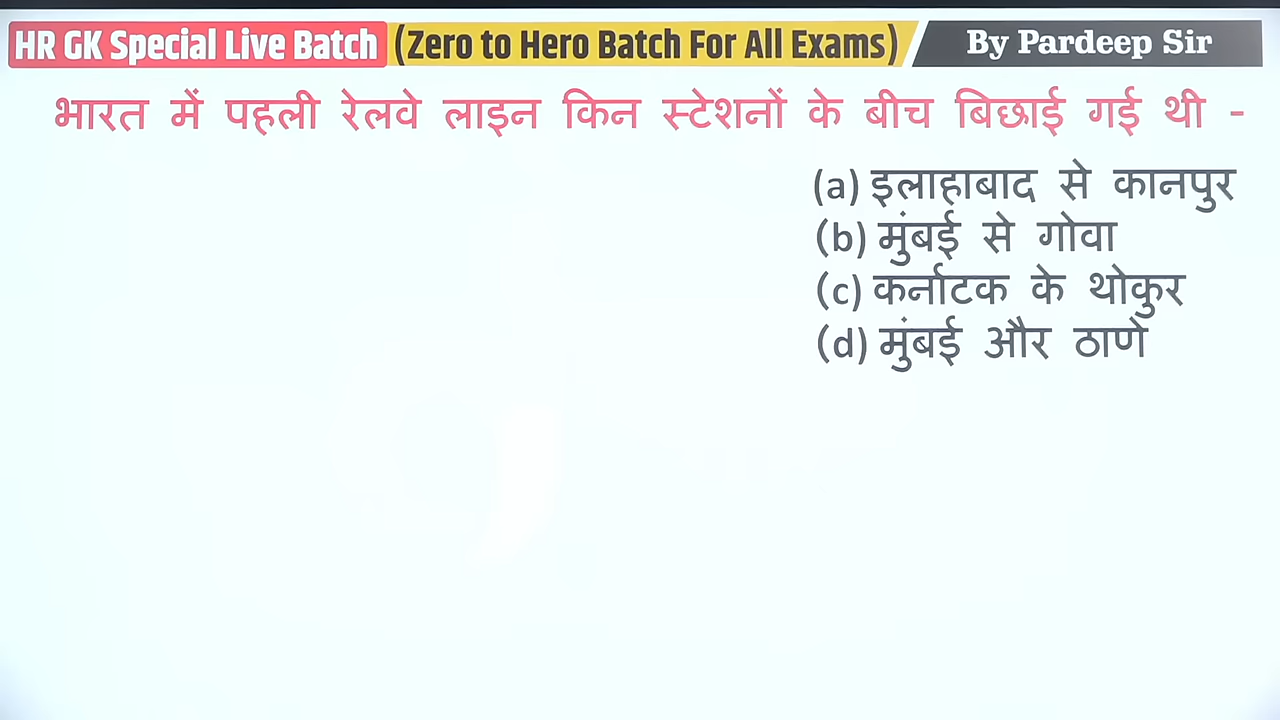 HR GK Special Live Batch (Zero to Hero Batch For All Exams) By Pardeep Sir
भारत में पहली रेलवे लाइन किन स्टेशनों के बीच बिछाई गई थी -
(a) इलाहाबाद से कानपुर
(b) मुंबई से गोवा
(c) कर्नाटक के थोकुर
(d) मुंबई और ठाणे